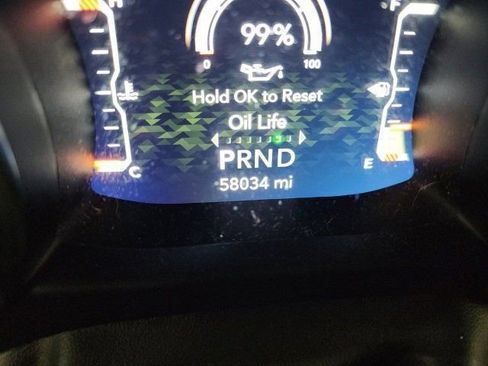 H
F
99%
0
100
Hold OK to Reset
Oil Life
PRND
C
E
58034 mi